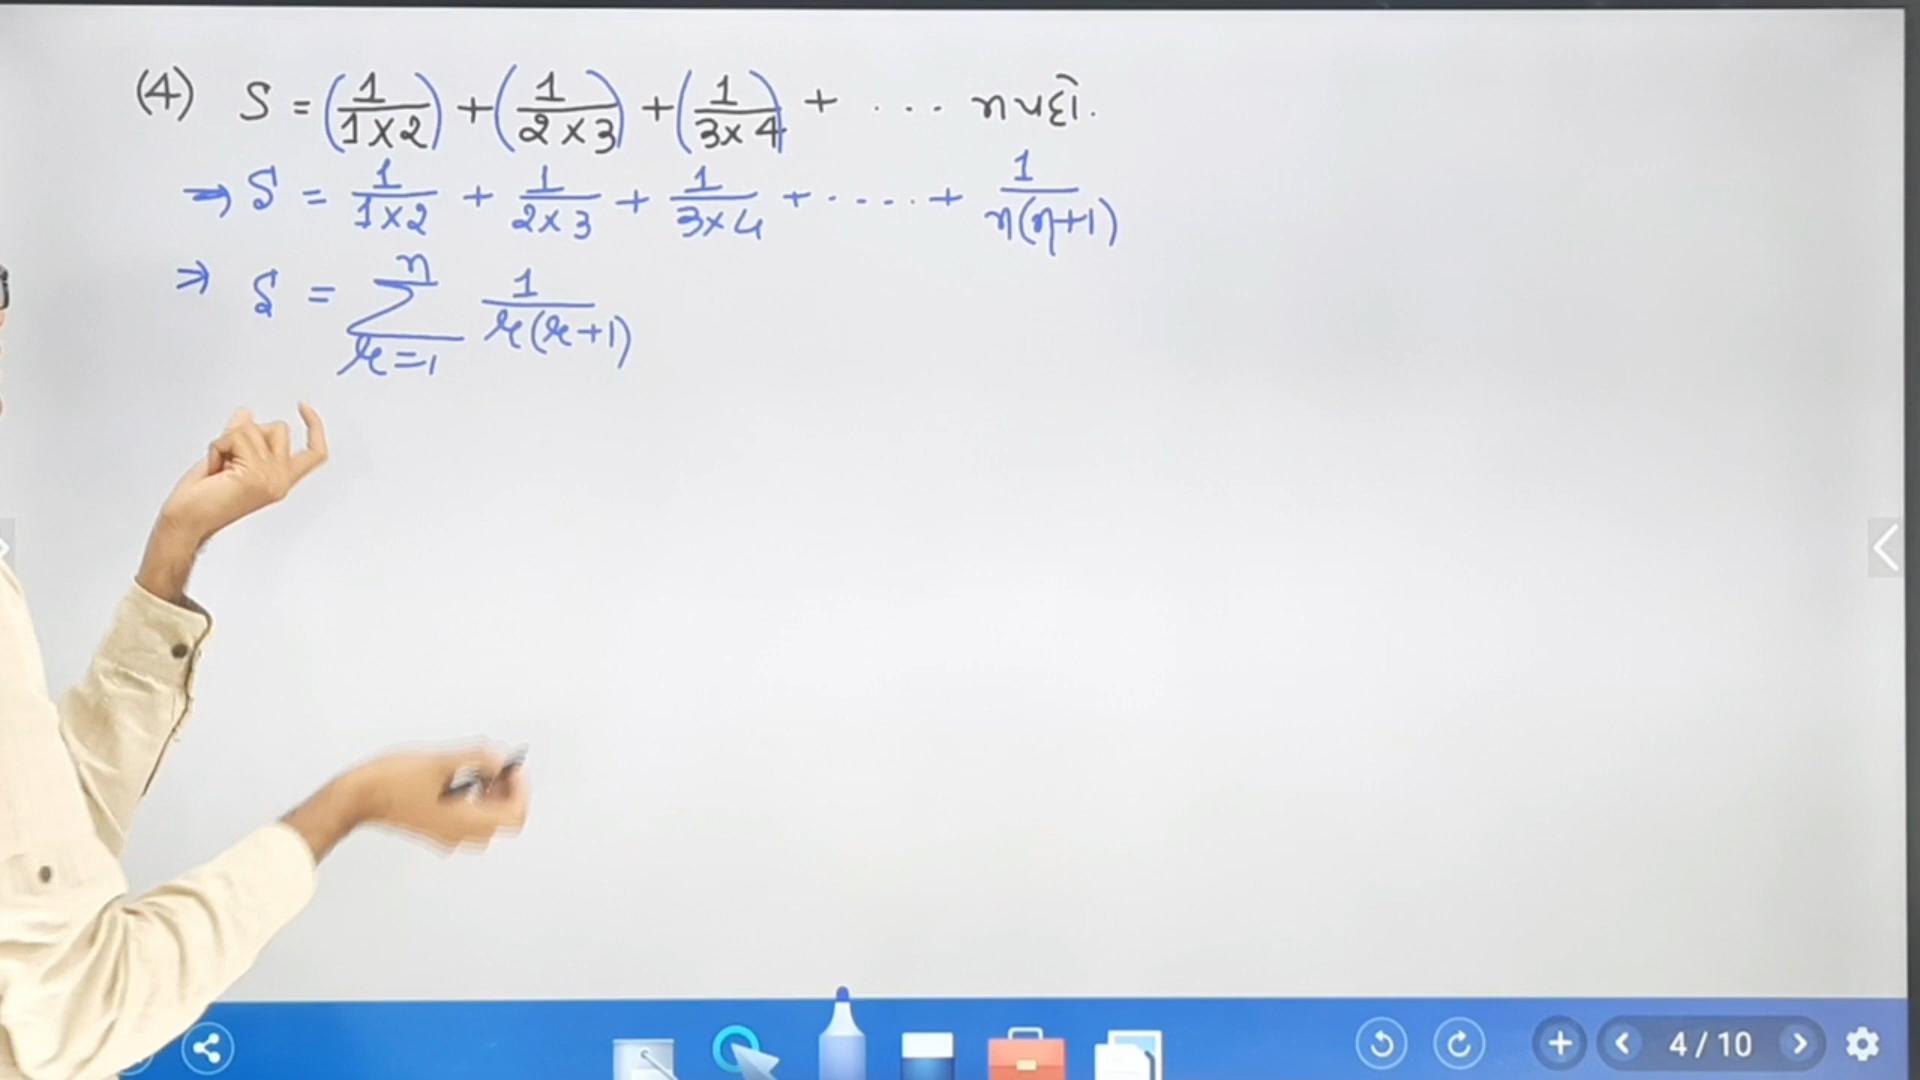 (4) S = (1/(1×2)) + (1/(2×3)) + (1/(3×4)) + ... n પદો.
⇒ S = 1/(1×2) + 1/(2×3) + 1/(3×4) + ..... + 1/(n(n+1))
⇒ S = ∑_{r=1}^{n} 1/(r(r+1))
4 / 10